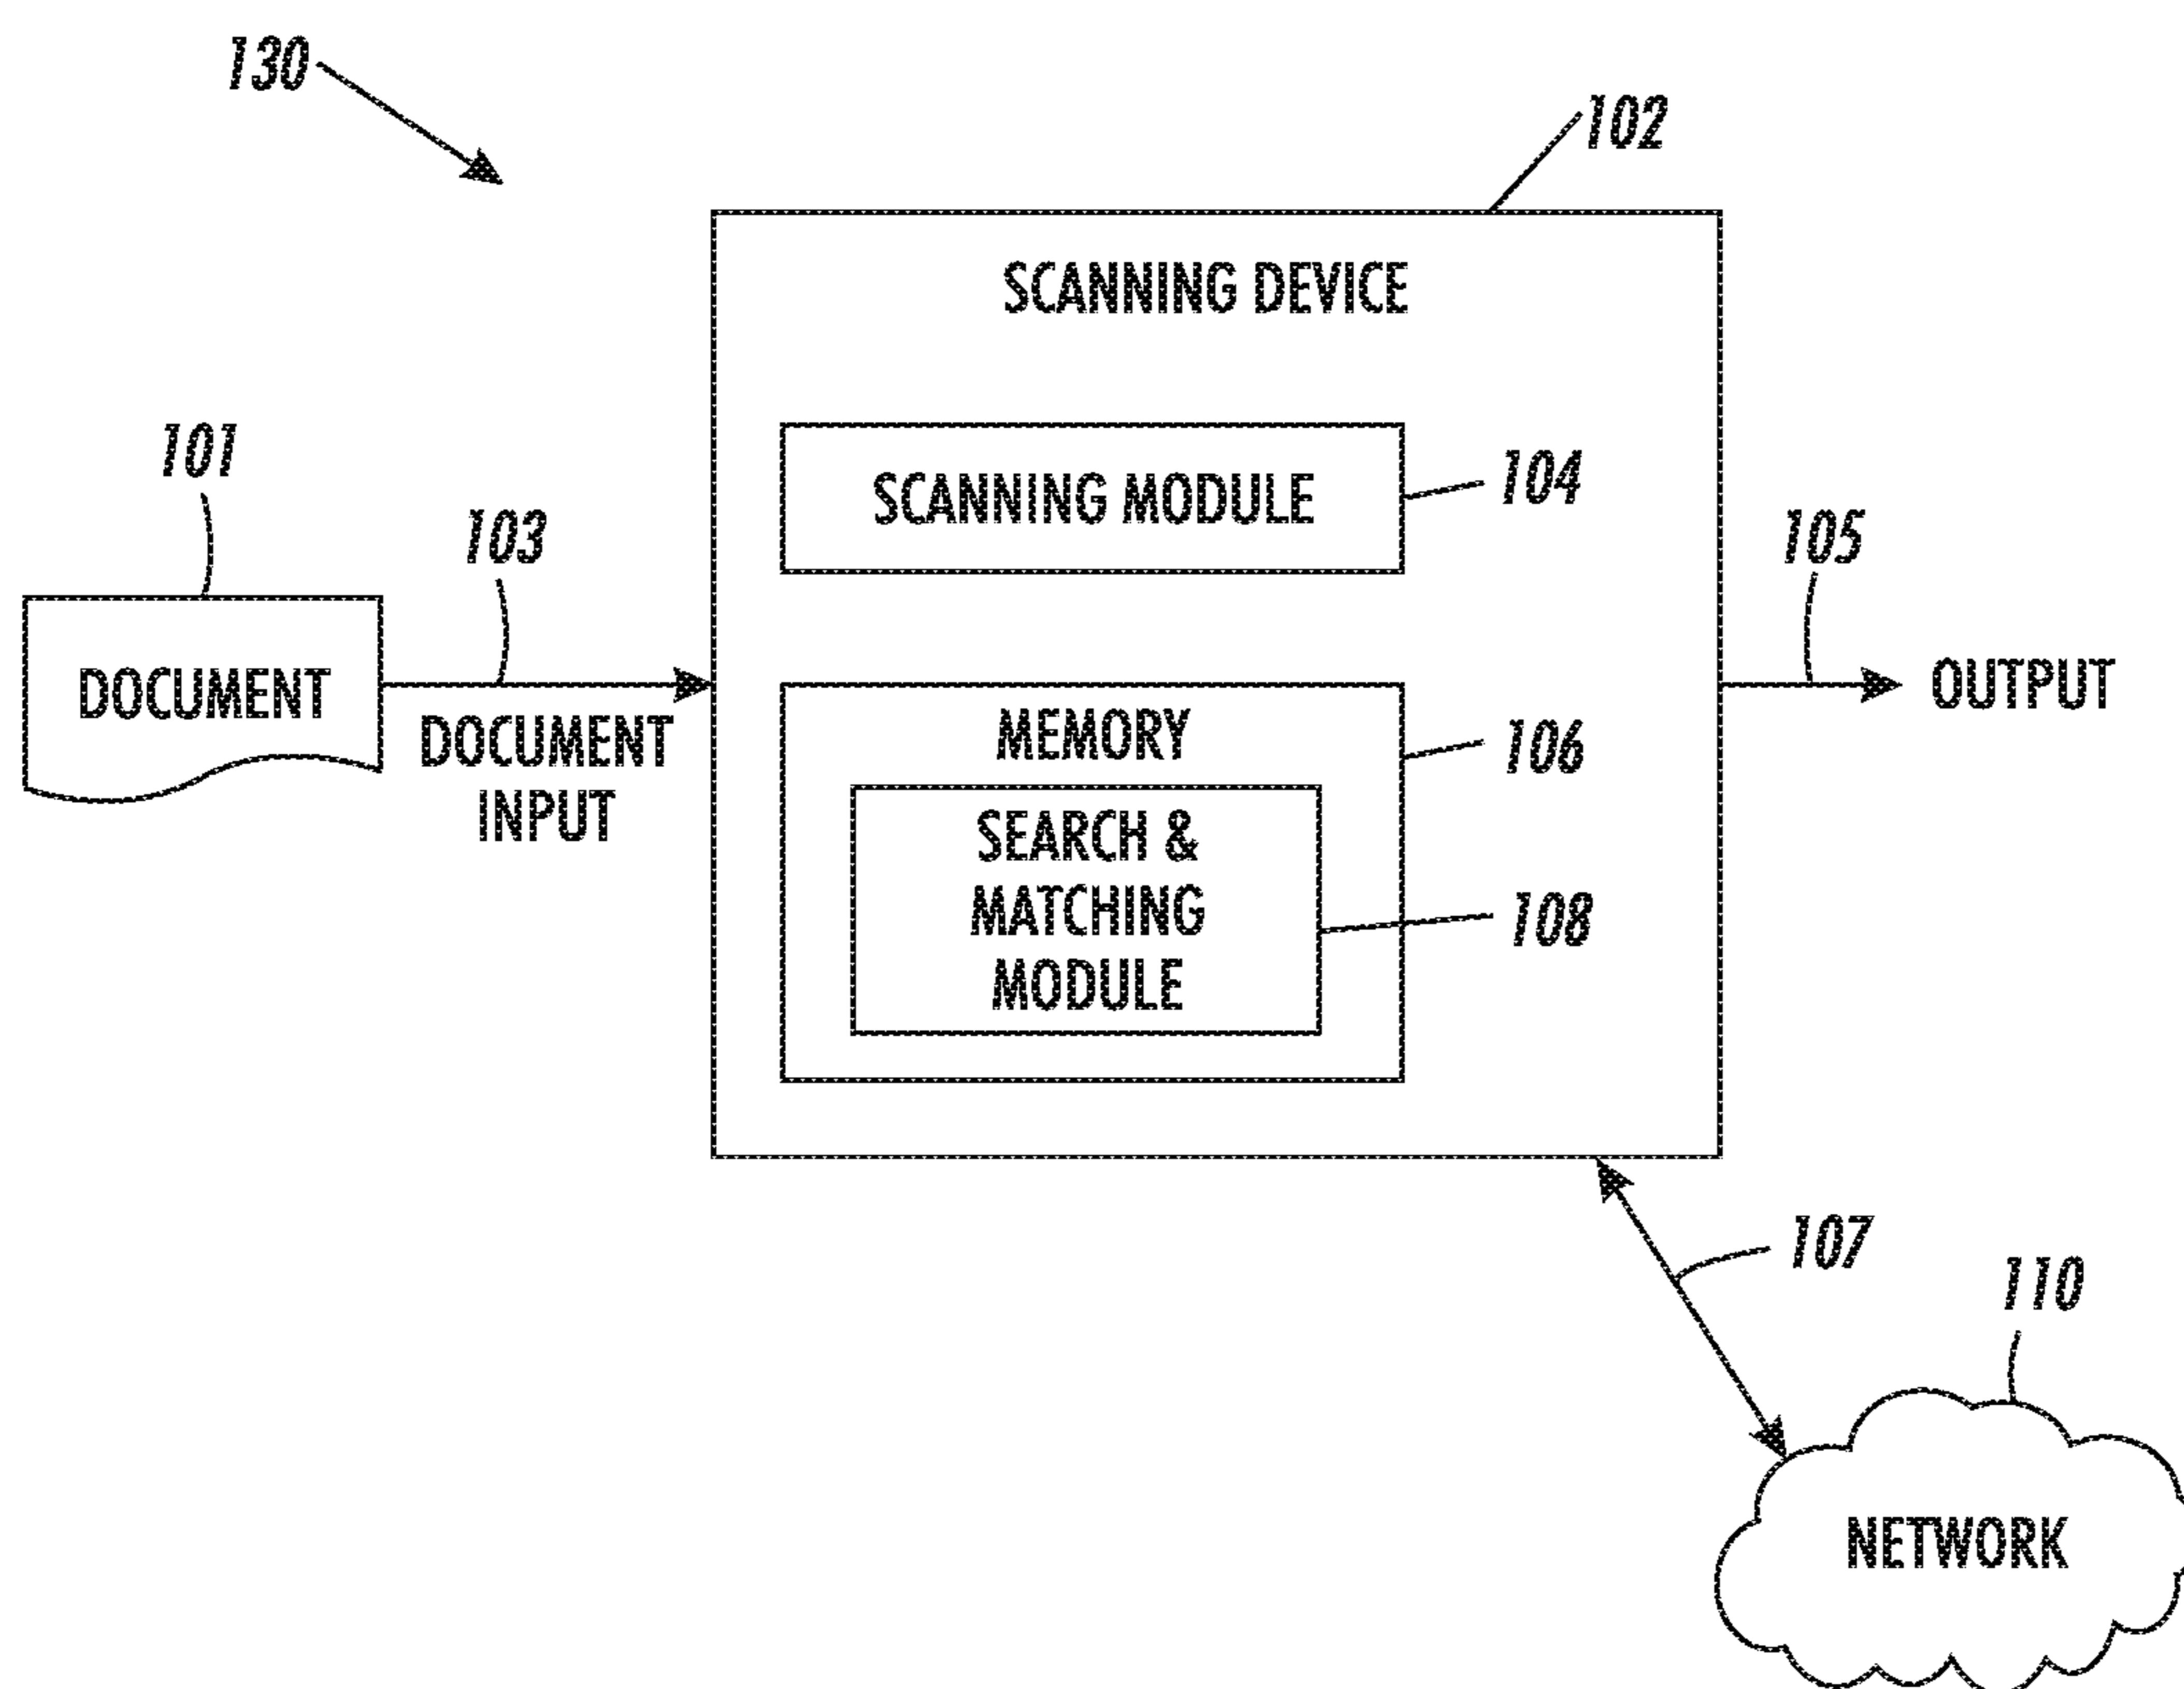 130
102
SCANNING DEVICE
101
103
SCANNING MODULE
104
105
DOCUMENT
DOCUMENT
INPUT
OUTPUT
MEMORY
106
SEARCH &
MATCHING
MODULE
108
107
110
NETWORK